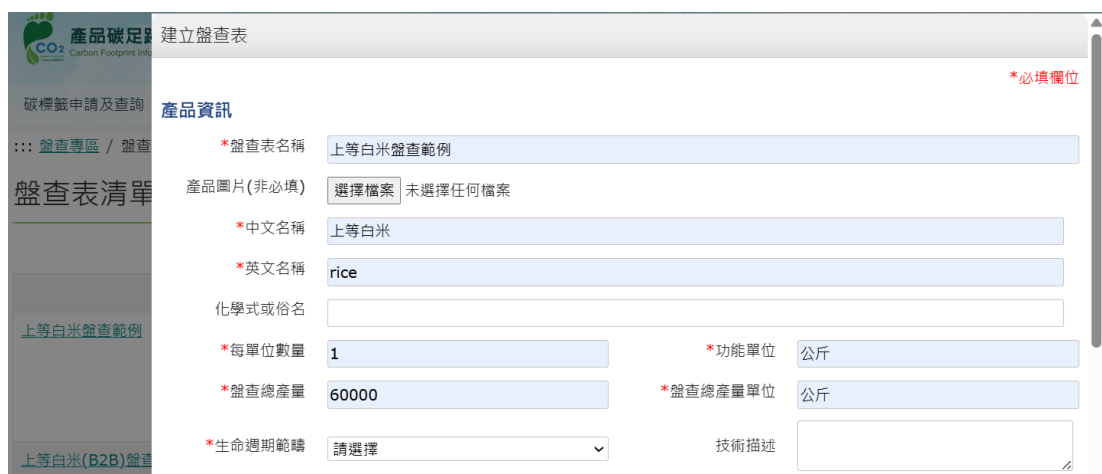 CO2 產品碳足
Carbon Footprint Info
建立盤查表
*必填欄位
碳標籤申請及查詢
產品資訊
::: 盤查專區 / 盤查
*盤查表名稱 上等白米盤查範例
產品圖片(非必填) 選擇檔案 未選擇任何檔案
盤查表清單
*中文名稱 上等白米
*英文名稱 rice
化學式或俗名
上等白米盤查範例
*每單位數量 1 *功能單位 公斤
*盤查總產量 60000 *盤查總產量單位 公斤
*生命週期範疇 請選擇 技術描述
上等白米(B2B)盤查